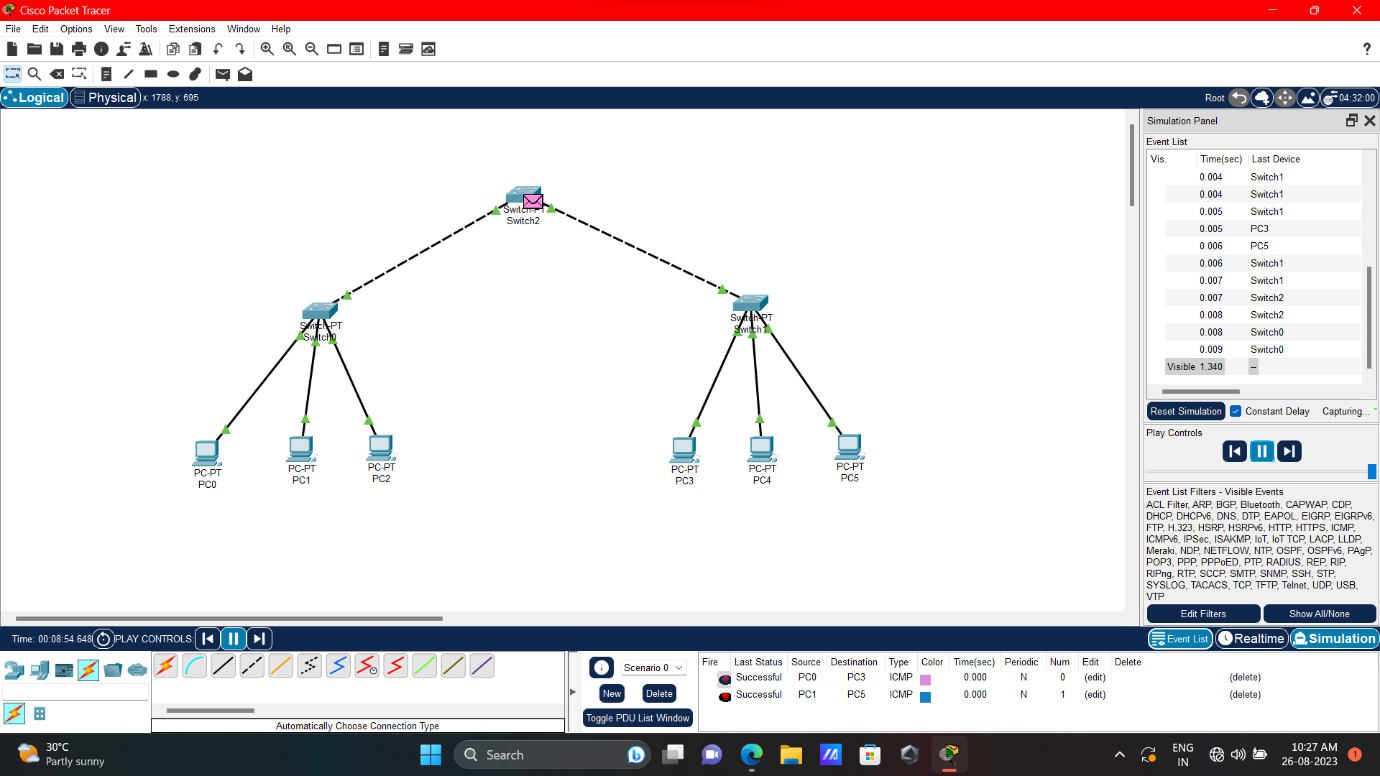 Cisco Packet Tracer
File Edit Options View Tools Extensions Window Help
Logical Physical x: 1788, y: 695 Root 04:32:00
Simulation Panel
Event List
Vis. Time(sec) Last Device
0.004 Switch1
0.004 Switch1
0.005 Switch1
0.005 PC3
0.006 PC5
0.006 Switch1
0.007 Switch1
0.007 Switch2
0.008 Switch2
0.008 Switch0
0.009 Switch0
Visible 1.340 --
Reset Simulation Constant Delay Capturing...
Play Controls
Event List Filters - Visible Events
ACL Filter, ARP, BGP, Bluetooth, CAPWAP, CDP,
DHCP, DHCPv6, DNS, DTP, EAPOL, EIGRP, EIGRPv6,
FTP, H.323, HSRP, HSRPv6, HTTP, HTTPS, ICMP,
ICMPv6, IPSec, ISAKMP, IoT, IoT TCP, LACP, LLDP,
Meraki, NDP, NETFLOW, NTP, OSPF, OSPFv6, PAgP,
POP3, PPP, PPPoED, PTP, RADIUS, REP, RIP,
RIPng, RTP, SCCP, SMTP, SNMP, SSH, STP,
SYSLOG, TACACS, TCP, TFTP, Telnet, UDP, USB,
VTP
Edit Filters Show All/None
Switch-PT
Switch2
Switch-PT
Switch0
Switch-PT
Switch1
PC-PT
PC0
PC-PT
PC1
PC-PT
PC2
PC-PT
PC3
PC-PT
PC4
PC-PT
PC5
Time: 00:08:54.648 PLAY CONTROLS: Event List Realtime Simulation
Automatically Choose Connection Type
Scenario 0
New Delete
Toggle PDU List Window
Fire Last Status Source Destination Type Color Time(sec) Periodic Num Edit Delete
Successful PC0 PC3 ICMP 0.000 N 0 (edit) (delete)
Successful PC1 PC5 ICMP 0.000 N 1 (edit) (delete)
30°C
Partly sunny
Search
ENG
IN
10:27 AM
26-08-2023
1